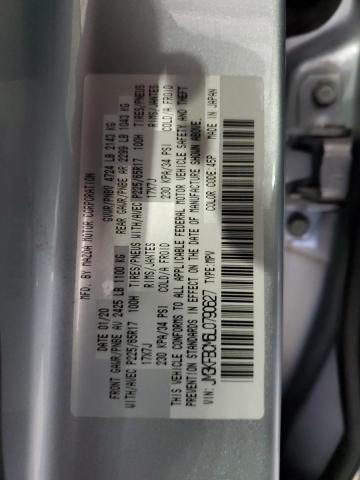 MFD. BY MAZDA MOTOR CORPORATION
01/20 GVWR/PNBV 4724 LB 2143 KG
FRONT GAWR/PNBE AV 2425 LB 1100 KG REAR GAWR/PNBE AR 2299 LB 1043 KG
WITH/AVEC P225/65R17 100H TIRES/PNEUS WITH/AVEC P225/65R17 100H TIRES/PNEUS
17X7J RIMS/JANTES 17X7J RIMS/JANTES
230 KPA/34 PSI COLD/A FROID 230 KPA/34 PSI COLD/A FROID
THIS VEHICLE CONFORMS TO ALL APPLICABLE FEDERAL MOTOR VEHICLE SAFETY AND THEFT
PREVENTION STANDARDS IN EFFECT ON THE DATE OF MANUFACTURE SHOWN ABOVE.
VIN: JM3KFBCM6L0790627 TYPE:MPV COLOR CODE:45P MADE IN JAPAN